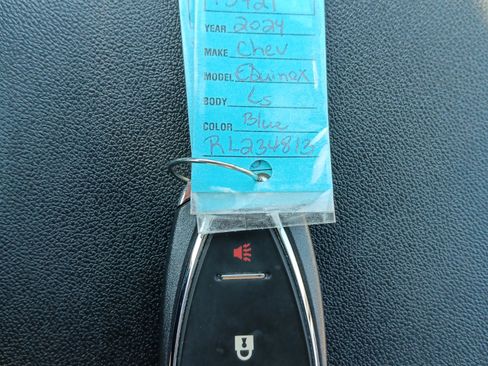 YEAR 2024
MAKE Chev
MODEL Equinox
BODY Ls
COLOR Blue
RL234813